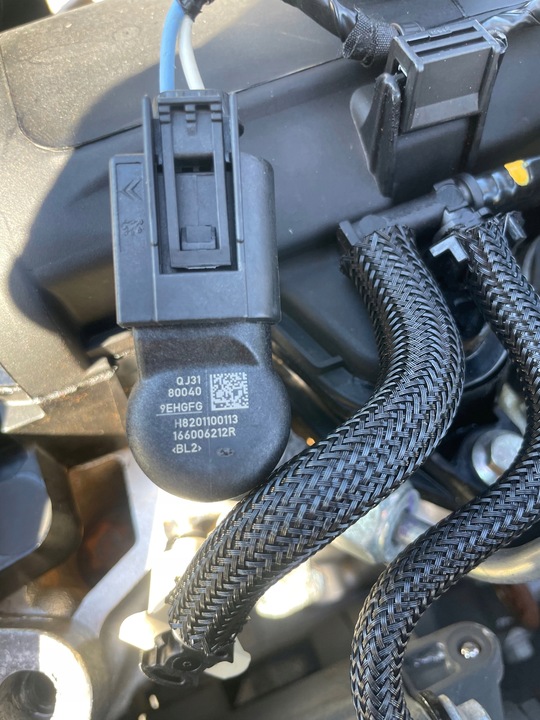 QJ31
80040
9EHGFG
H8201100113
166006212R
<BL2>